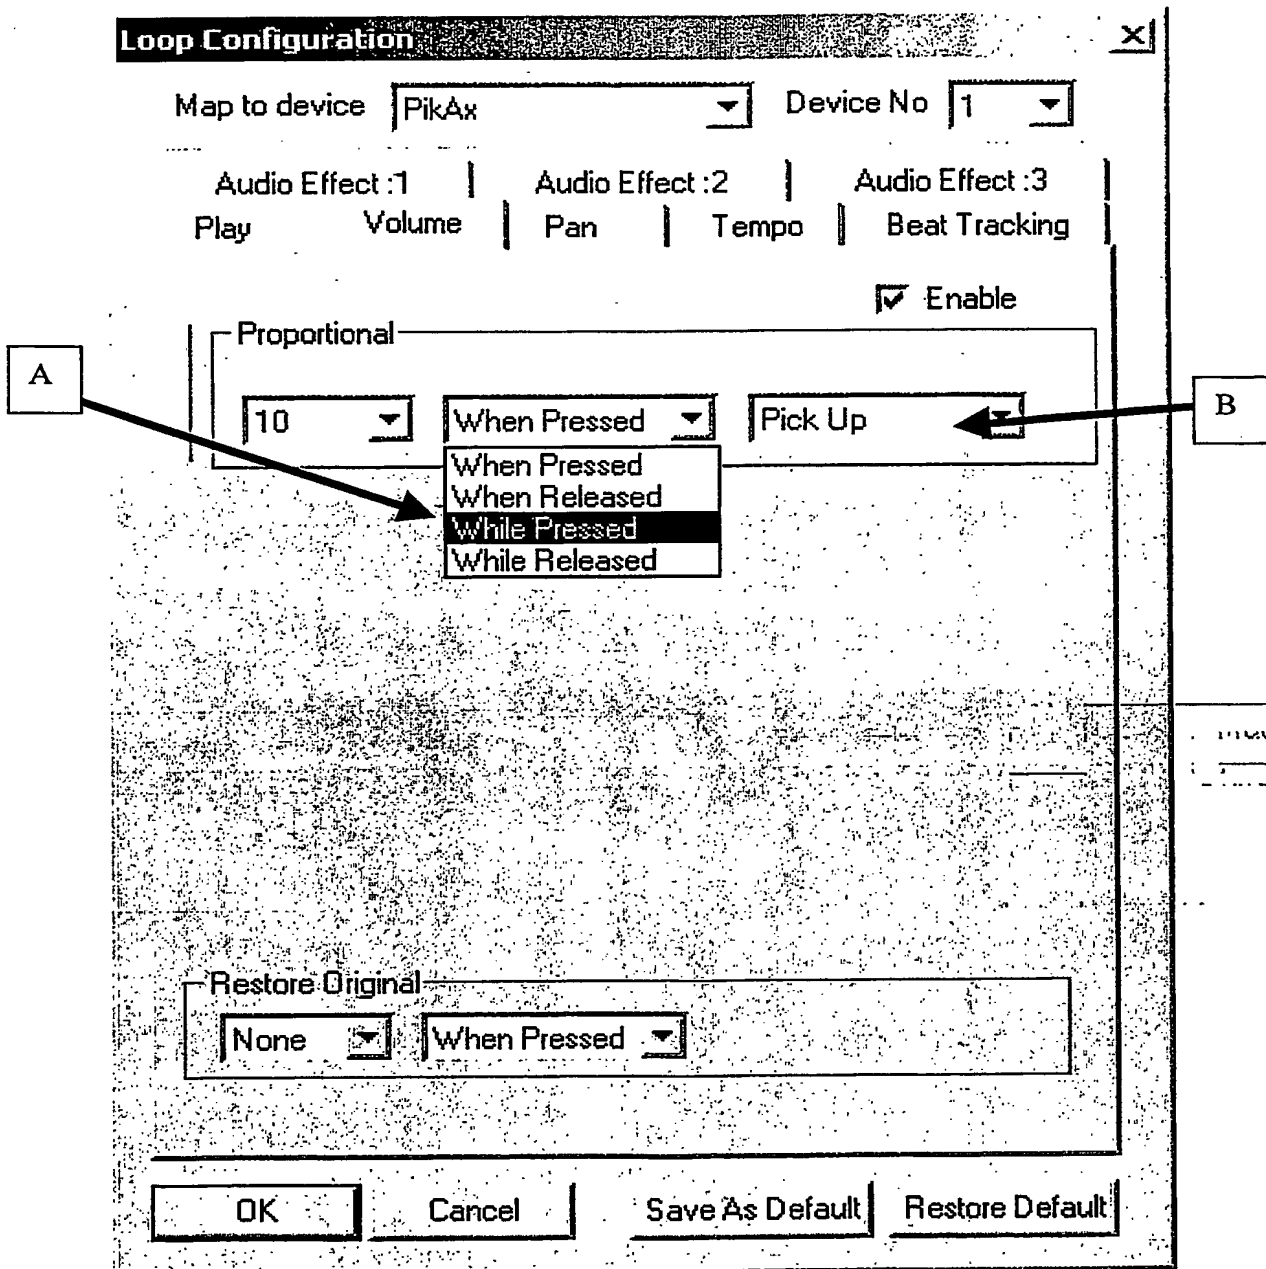 Loop Configuration
Map to device PikAx Device No 1
Audio Effect :1 Audio Effect :2 Audio Effect :3
Play Volume Pan Tempo Beat Tracking
Enable
Proportional
A
10 When Pressed Pick Up B
When Pressed
When Released
While Pressed
While Released
Restore Original
None When Pressed
OK Cancel Save As Default Restore Default